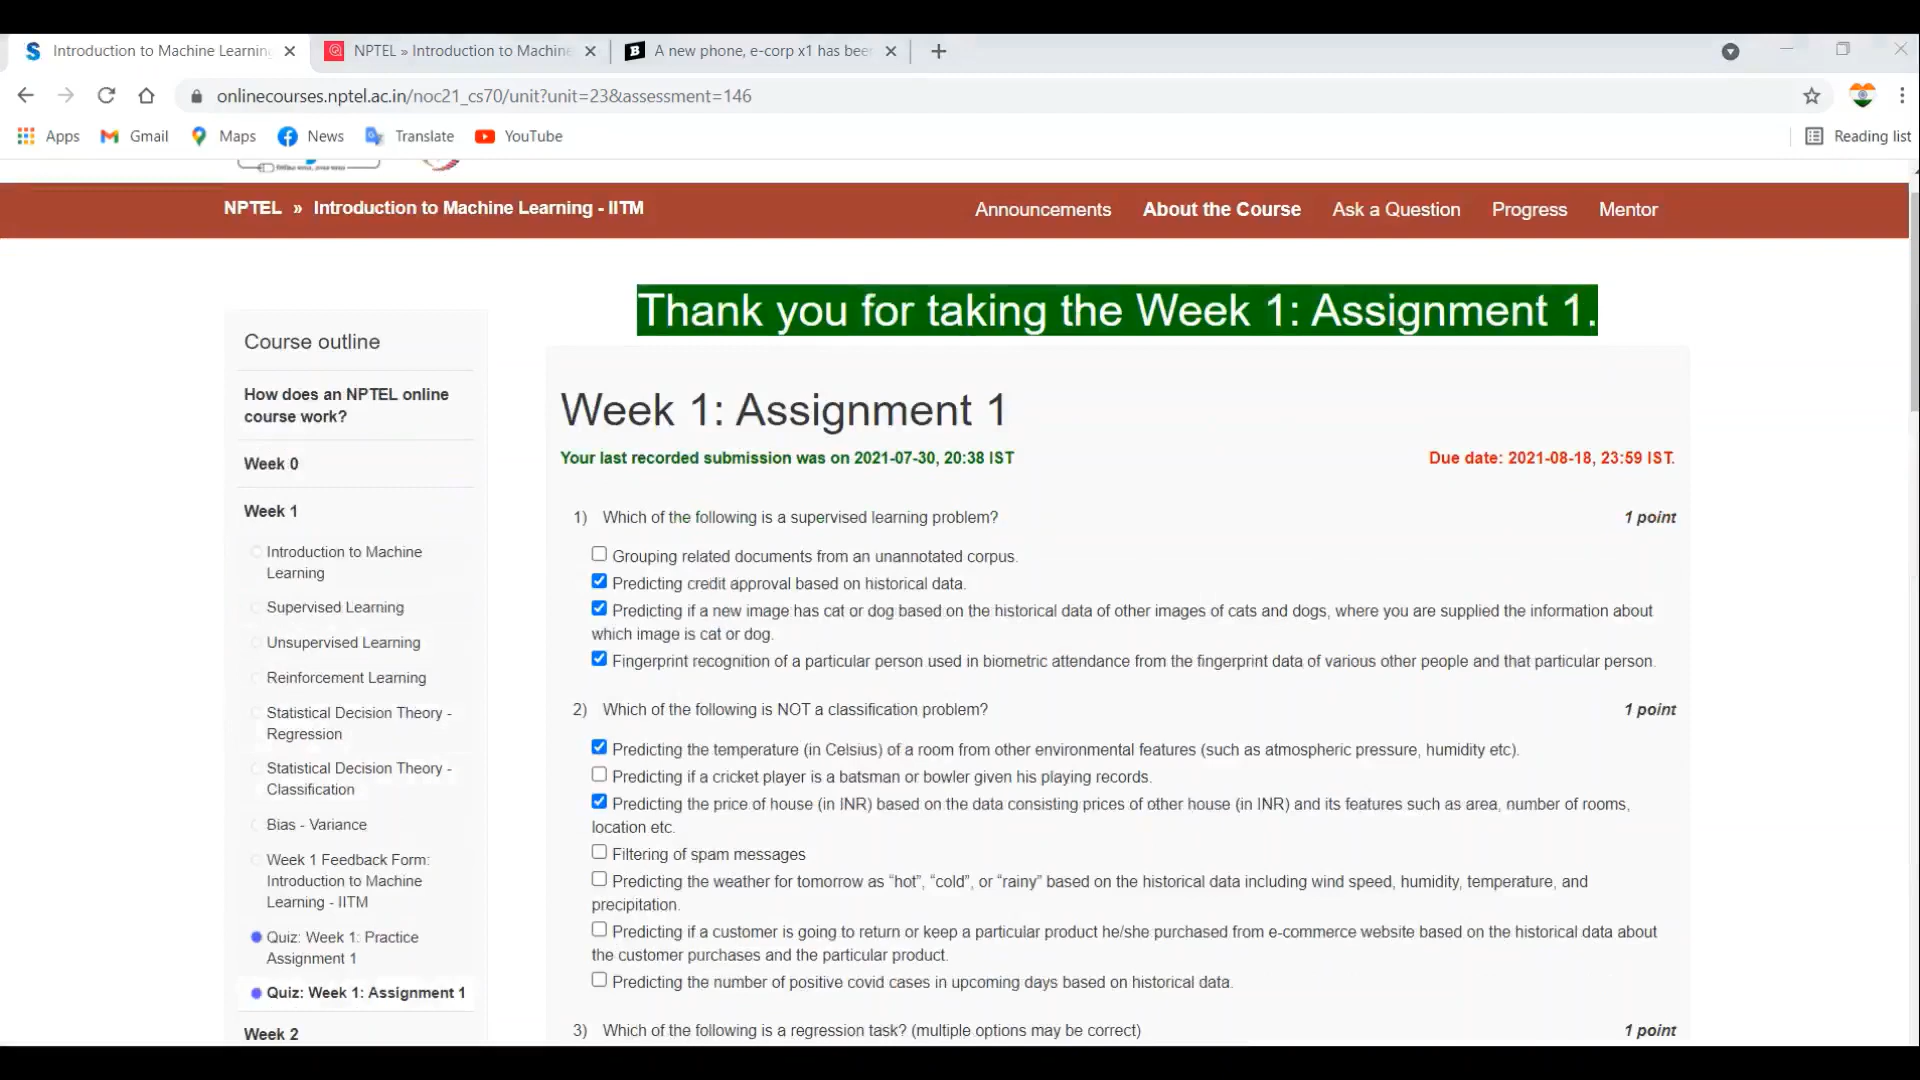 Introduction to Machine Learning
NPTEL » Introduction to Machine
A new phone, e-corp x1 has bee
onlinecourses.nptel.ac.in/noc21_cs70/unit?unit=23&assessment=146
Apps
Gmail
Maps
News
Translate
YouTube
Reading list
NPTEL » Introduction to Machine Learning - IITM
Announcements
About the Course
Ask a Question
Progress
Mentor
Thank you for taking the Week 1: Assignment 1.
Course outline
How does an NPTEL online
course work?
Week 0
Week 1
Introduction to Machine
Learning
Supervised Learning
Unsupervised Learning
Reinforcement Learning
Statistical Decision Theory -
Regression
Statistical Decision Theory -
Classification
Bias - Variance
Week 1 Feedback Form:
Introduction to Machine
Learning - IITM
Quiz: Week 1: Practice
Assignment 1
Quiz: Week 1: Assignment 1
Week 2
Week 1: Assignment 1
Your last recorded submission was on 2021-07-30, 20:38 IST
Due date: 2021-08-18, 23:59 IST.
1) Which of the following is a supervised learning problem?
1 point
Grouping related documents from an unannotated corpus.
Predicting credit approval based on historical data.
Predicting if a new image has cat or dog based on the historical data of other images of cats and dogs, where you are supplied the information about
which image is cat or dog.
Fingerprint recognition of a particular person used in biometric attendance from the fingerprint data of various other people and that particular person.
2) Which of the following is NOT a classification problem?
1 point
Predicting the temperature (in Celsius) of a room from other environmental features (such as atmospheric pressure, humidity etc).
Predicting if a cricket player is a batsman or bowler given his playing records.
Predicting the price of house (in INR) based on the data consisting prices of other house (in INR) and its features such as area, number of rooms,
location etc.
Filtering of spam messages
Predicting the weather for tomorrow as “hot”, “cold”, or “rainy” based on the historical data including wind speed, humidity, temperature, and
precipitation.
Predicting if a customer is going to return or keep a particular product he/she purchased from e-commerce website based on the historical data about
the customer purchases and the particular product.
Predicting the number of positive covid cases in upcoming days based on historical data.
3) Which of the following is a regression task? (multiple options may be correct)
1 point